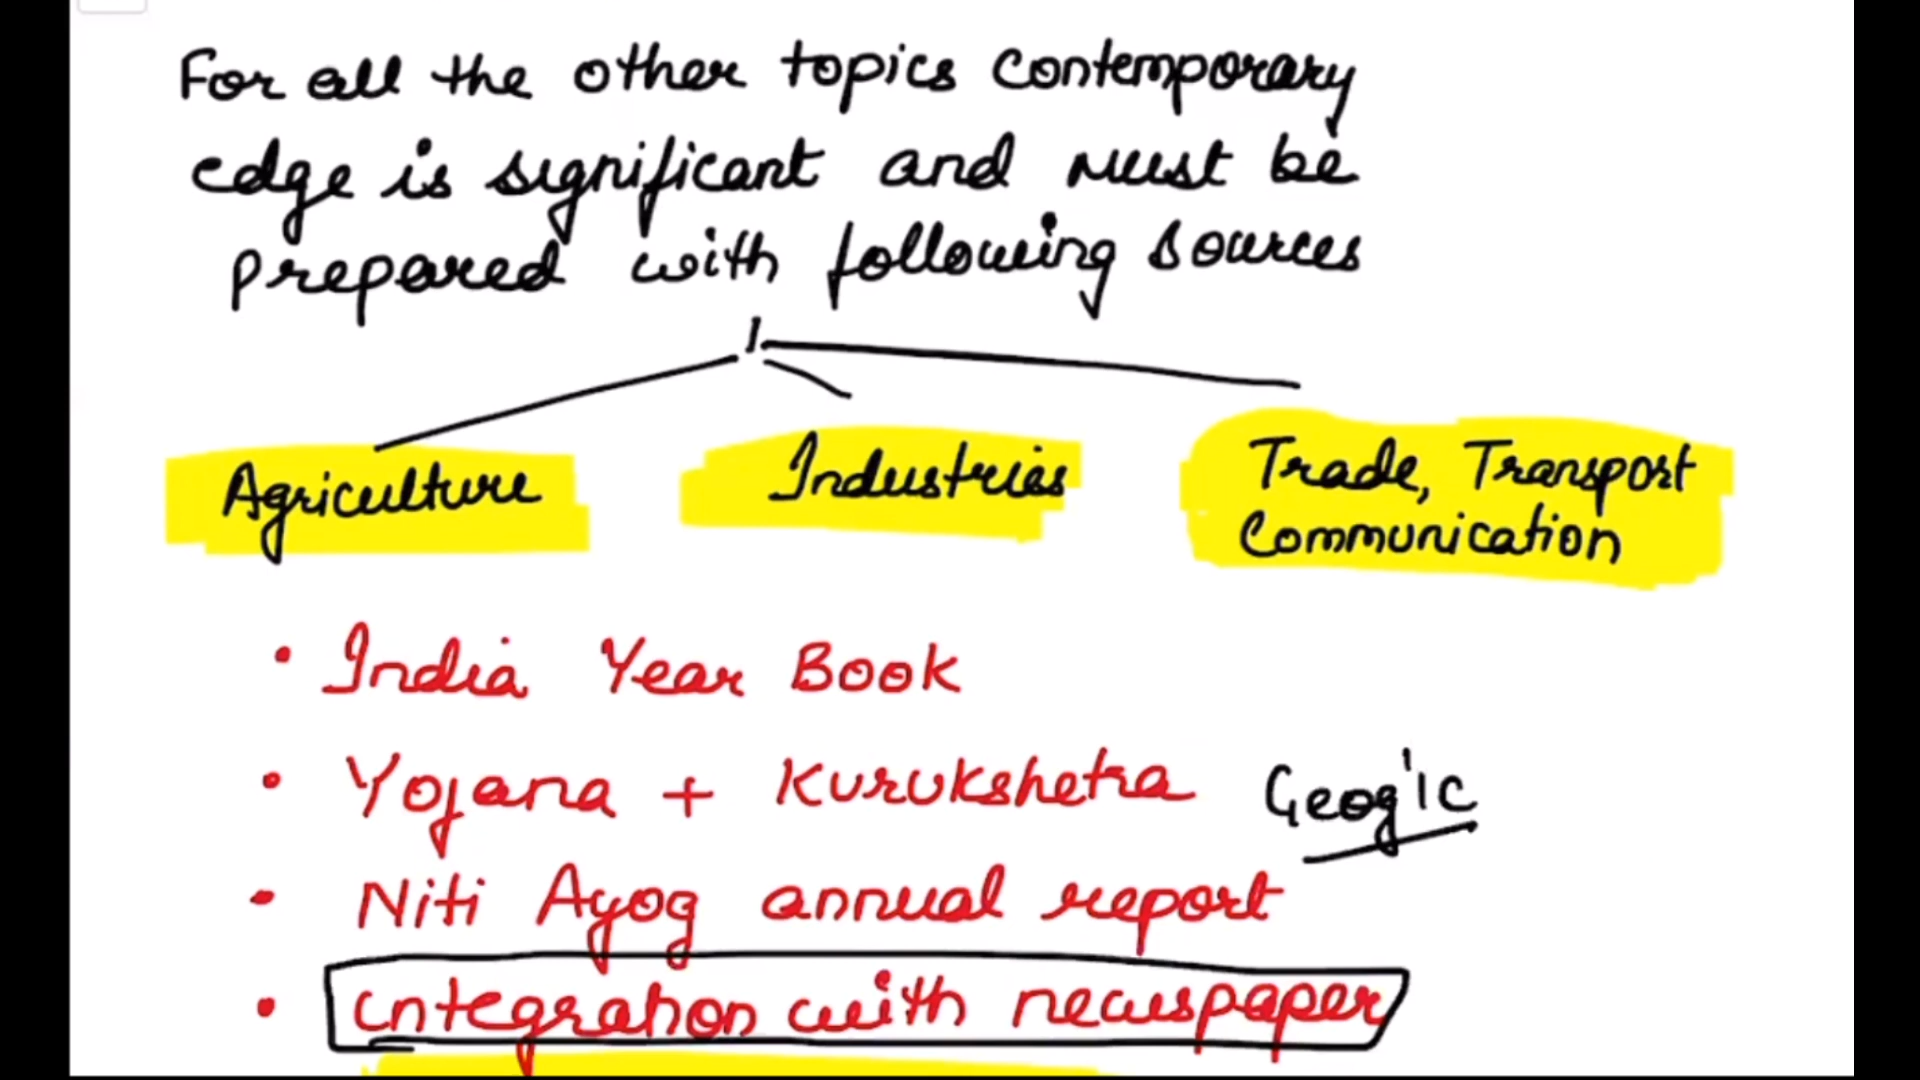 For all the other topics contemporary
edge is significant and must be
prepared with following sources
Agriculture
Industries
Trade, Transport
Communication
• India Year Book
• Yojana + Kurukshetra Geog'ic
• Niti Ayog annual report
• integration with newspaper